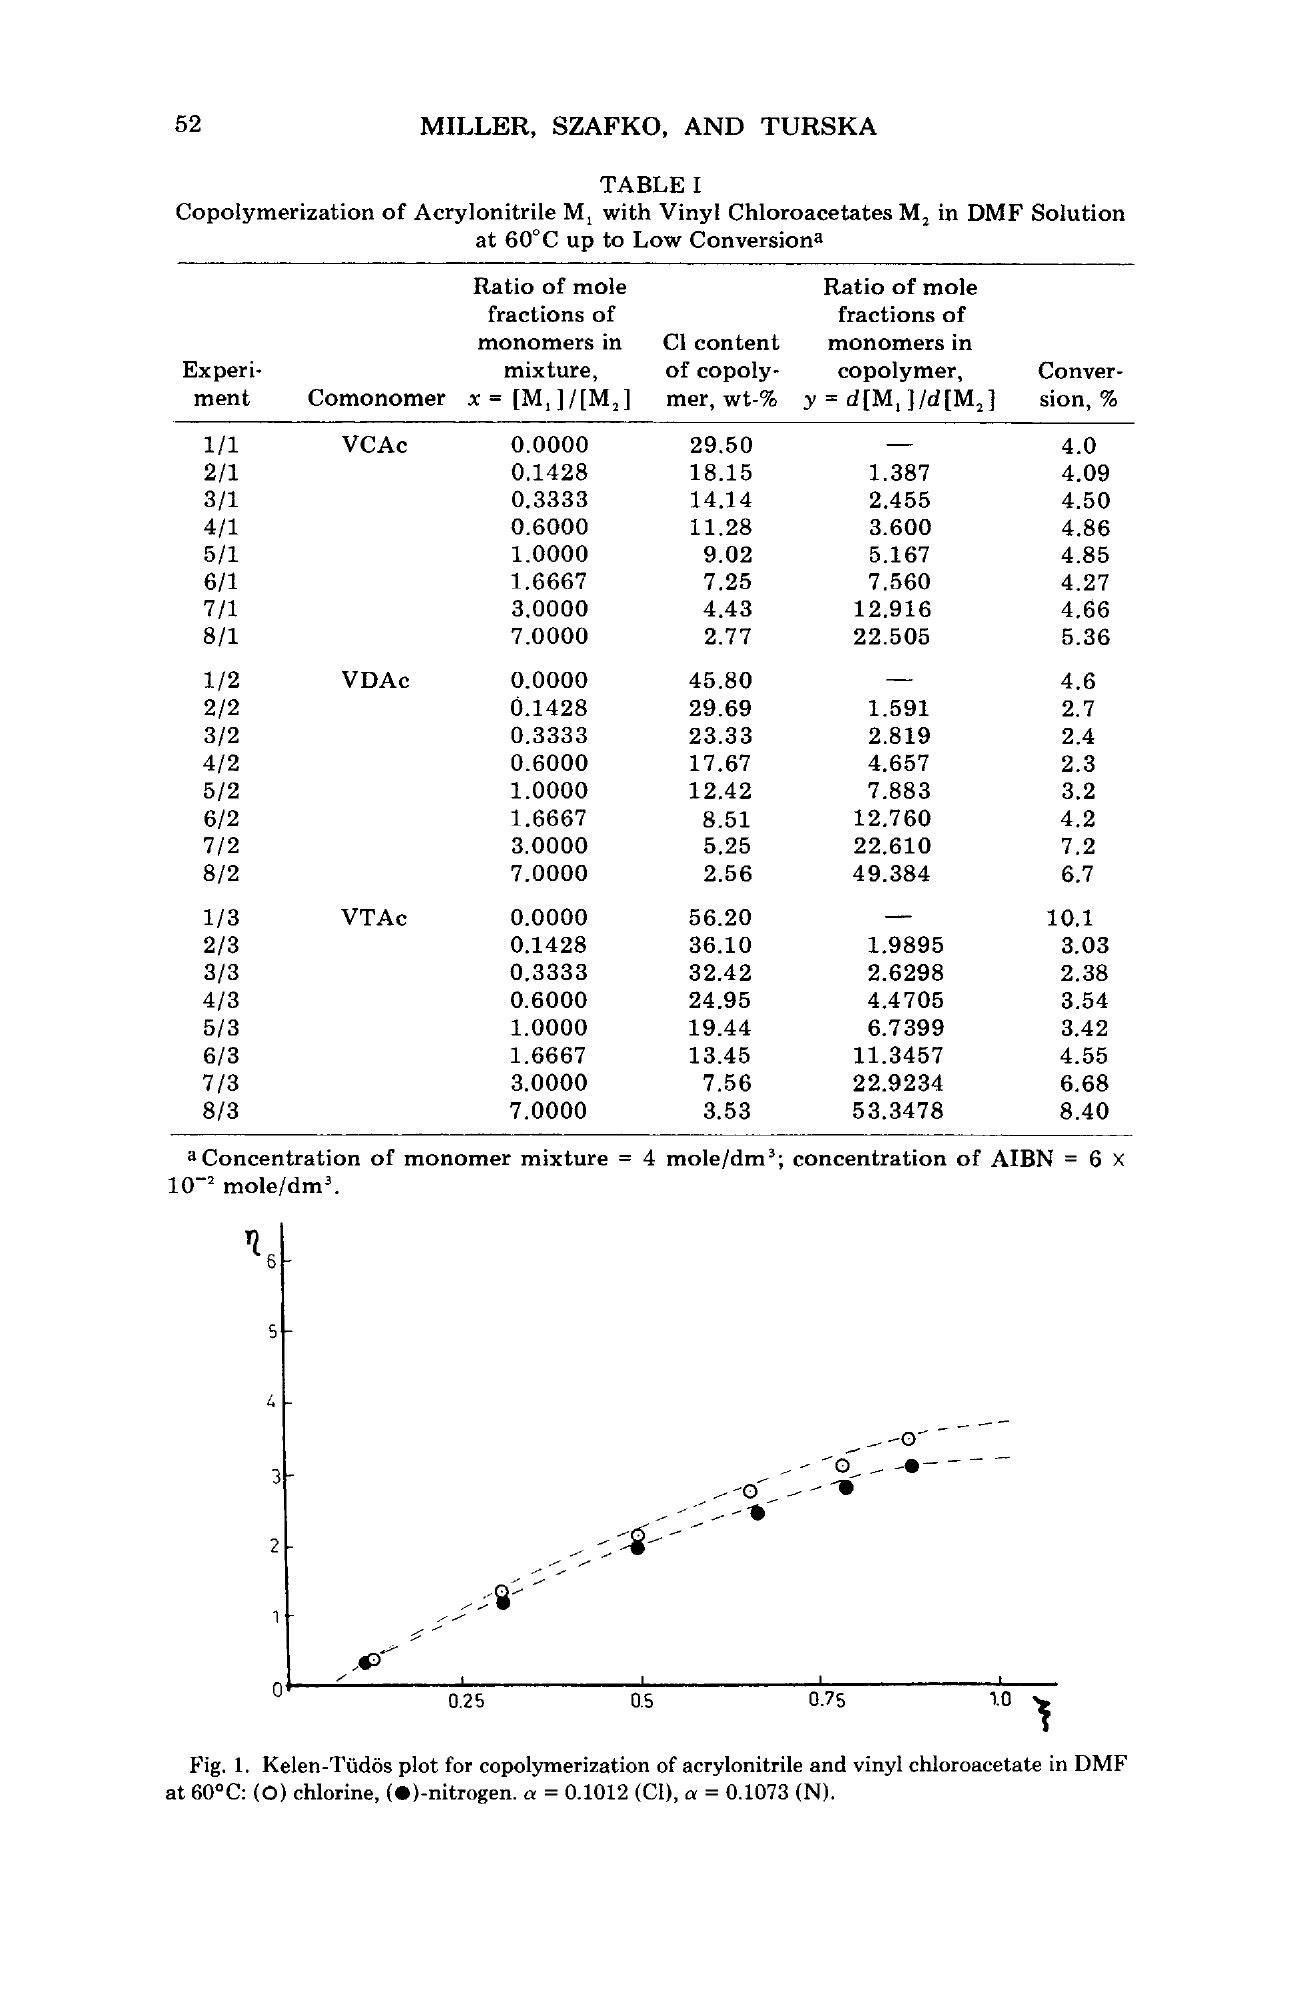 52 MILLER, SZAFKO, AND TURSKA
TABLE I
Copolymerization of Acrylonitrile M₁ with Vinyl Chloroacetates M₂ in DMF Solution
at 60°C up to Low Conversionᵃ
Ratio of mole Ratio of mole
fractions of fractions of
monomers in Cl content monomers in
Experi- mixture, of copoly- copolymer, Conver-
ment Comonomer x = [M₁]/[M₂] mer, wt-% y = d[M₁]/d[M₂] sion, %
1/1 VCAc 0.0000 29.50 — 4.0
2/1 0.1428 18.15 1.387 4.09
3/1 0.3333 14.14 2.455 4.50
4/1 0.6000 11.28 3.600 4.86
5/1 1.0000 9.02 5.167 4.85
6/1 1.6667 7.25 7.560 4.27
7/1 3.0000 4.43 12.916 4.66
8/1 7.0000 2.77 22.505 5.36
1/2 VDAc 0.0000 45.80 — 4.6
2/2 0.1428 29.69 1.591 2.7
3/2 0.3333 23.33 2.819 2.4
4/2 0.6000 17.67 4.657 2.3
5/2 1.0000 12.42 7.883 3.2
6/2 1.6667 8.51 12.760 4.2
7/2 3.0000 5.25 22.610 7.2
8/2 7.0000 2.56 49.384 6.7
1/3 VTAc 0.0000 56.20 — 10.1
2/3 0.1428 36.10 1.9895 3.03
3/3 0.3333 32.42 2.6298 2.38
4/3 0.6000 24.95 4.4705 3.54
5/3 1.0000 19.44 6.7399 3.42
6/3 1.6667 13.45 11.3457 4.55
7/3 3.0000 7.56 22.9234 6.68
8/3 7.0000 3.53 53.3478 8.40
ᵃ Concentration of monomer mixture = 4 mole/dm³; concentration of AIBN = 6 ×
10⁻² mole/dm³.
η
6
5
4
3
2
1
0
0.25 0.5 0.75 1.0 ξ
Fig. 1. Kelen-Tüdös plot for copolymerization of acrylonitrile and vinyl chloroacetate in DMF
at 60°C: (O) chlorine, (●)-nitrogen. α = 0.1012 (Cl), α = 0.1073 (N).